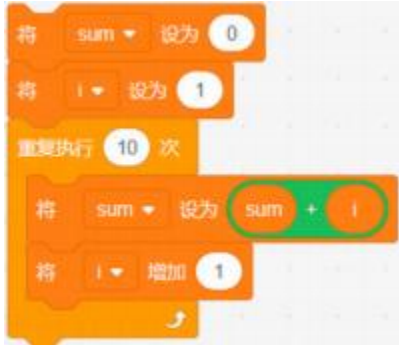 将 sum 设为 0
将 i 设为 1
重复执行 10 次
将 sum 设为 sum + i
将 i 增加 1